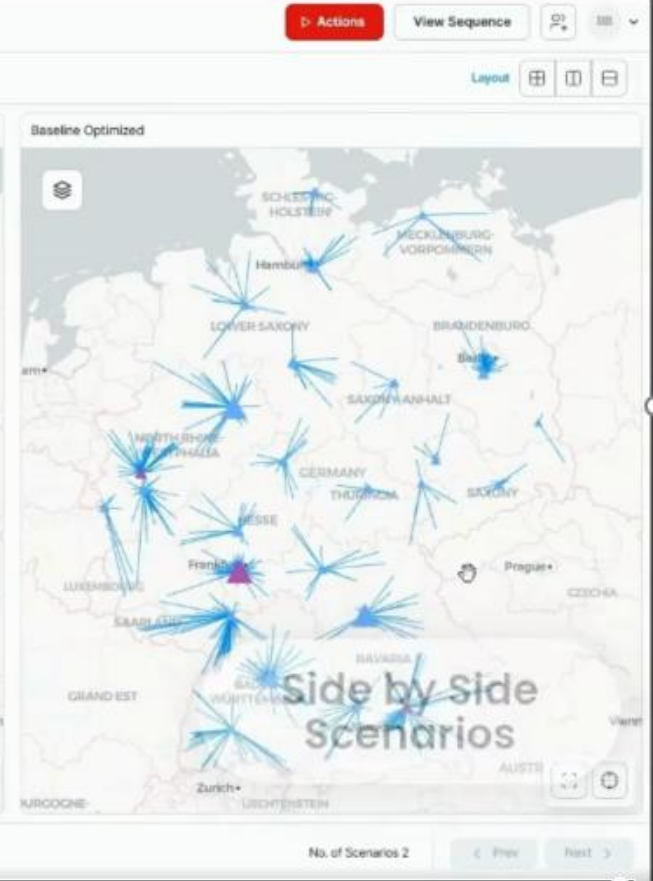 Actions
View Sequence
Layout
Baseline Optimized
SCHLESWIG-
HOLSTEIN
MECKLENBURG-
VORPOMMERN
Hamburg
LOWER SAXONY
BRANDENBURG
SAXONY-ANHALT
NORTH RHINE-
GERMANY
THURINGIA
SAXONY
HESSE
Prague
LUXEMBOURG
CZECHIA
SAARLAND
BAVARIA
GRAND EST
Side by Side
Scenarios
Zurich
LIECHTENSTEIN
No. of Scenarios 2
Prev
Next